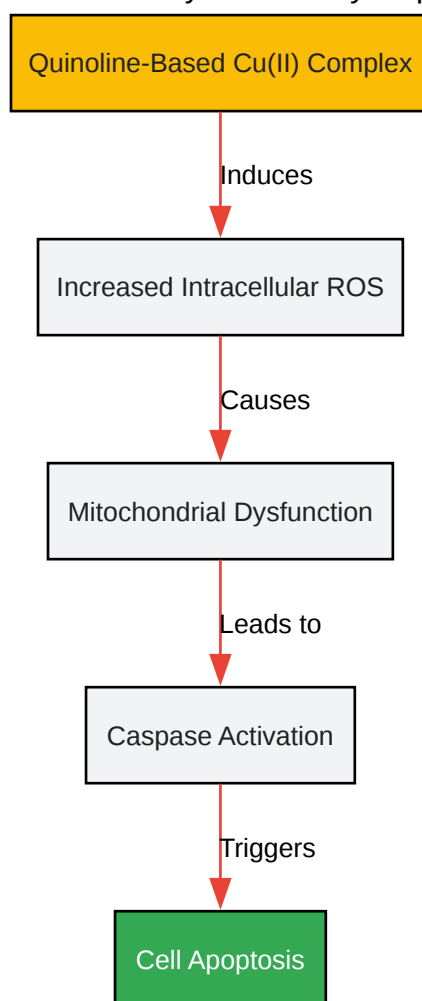 Quinoline-Based Cu(II) Complex
Induces
Increased Intracellular ROS
Causes
Mitochondrial Dysfunction
Leads to
Caspase Activation
Triggers
Cell Apoptosis